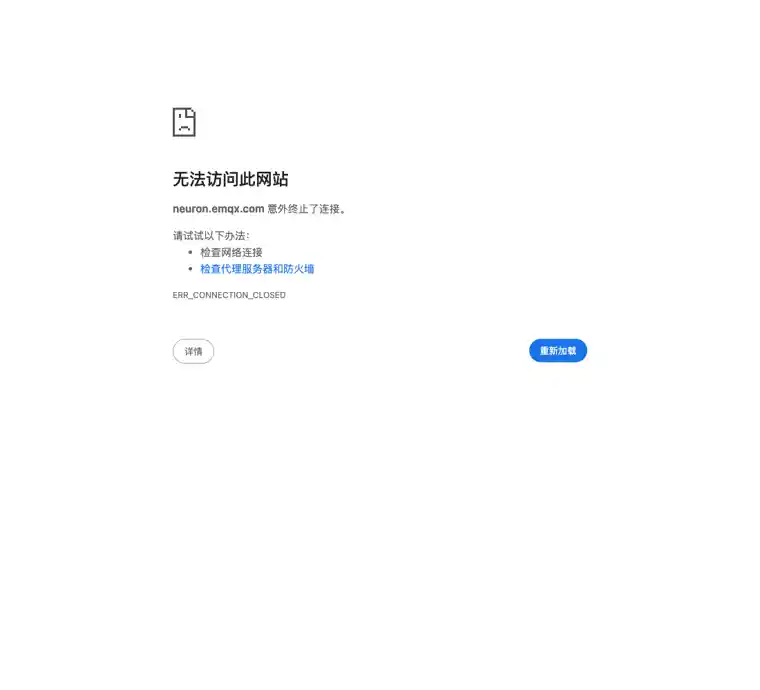 无法访问此网站
neuron.emqx.com 意外终止了连接。
请试试以下办法：
检查网络连接
检查代理服务器和防火墙
ERR_CONNECTION_CLOSED
详情
重新加载